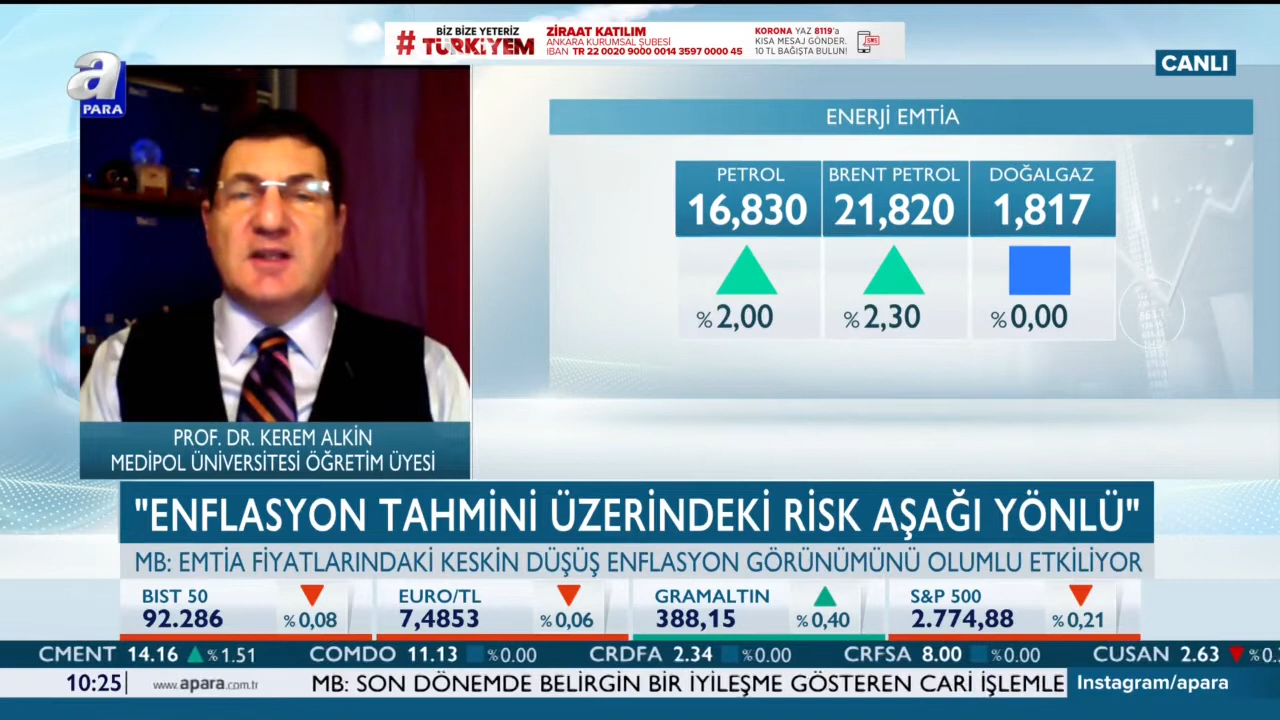 BİZ BİZE YETERİZ
#TÜRKİYEM
ZİRAAT KATILIM
ANKARA KURUMSAL ŞUBESİ
IBAN TR 22 0020 9000 0014 3597 0000 45
KORONA YAZ 8119'a
KISA MESAJ GÖNDER.
10 TL BAĞIŞTA BULUN!
SMS
a
PARA
CANLI
ENERJİ EMTİA
PETROL
16,830
%2,00
BRENT PETROL
21,820
%2,30
DOĞALGAZ
1,817
%0,00
PROF. DR. KEREM ALKİN
MEDİPOL ÜNİVERSİTESİ ÖĞRETİM ÜYESİ
"ENFLASYON TAHMİNİ ÜZERİNDEKİ RİSK AŞAĞI YÖNLÜ"
MB: EMTİA FİYATLARINDAKİ KESKİN DÜŞÜŞ ENFLASYON GÖRÜNÜMÜNÜ OLUMLU ETKİLİYOR
BIST 50
92.286
%0,08
EURO/TL
7,4853
%0,06
GRAMALTIN
388,15
%0,40
S&P 500
2.774,88
%0,21
CMENT 14.16 %1.51 COMDO 11.13 %0.00 CRDFA 2.34 %0.00 CRFSA 8.00 %0.00 CUSAN 2.63
10:25 www.apara.com.tr MB: SON DÖNEMDE BELİRGİN BİR İYİLEŞME GÖSTEREN CARİ İŞLEMLE Instagram/apara